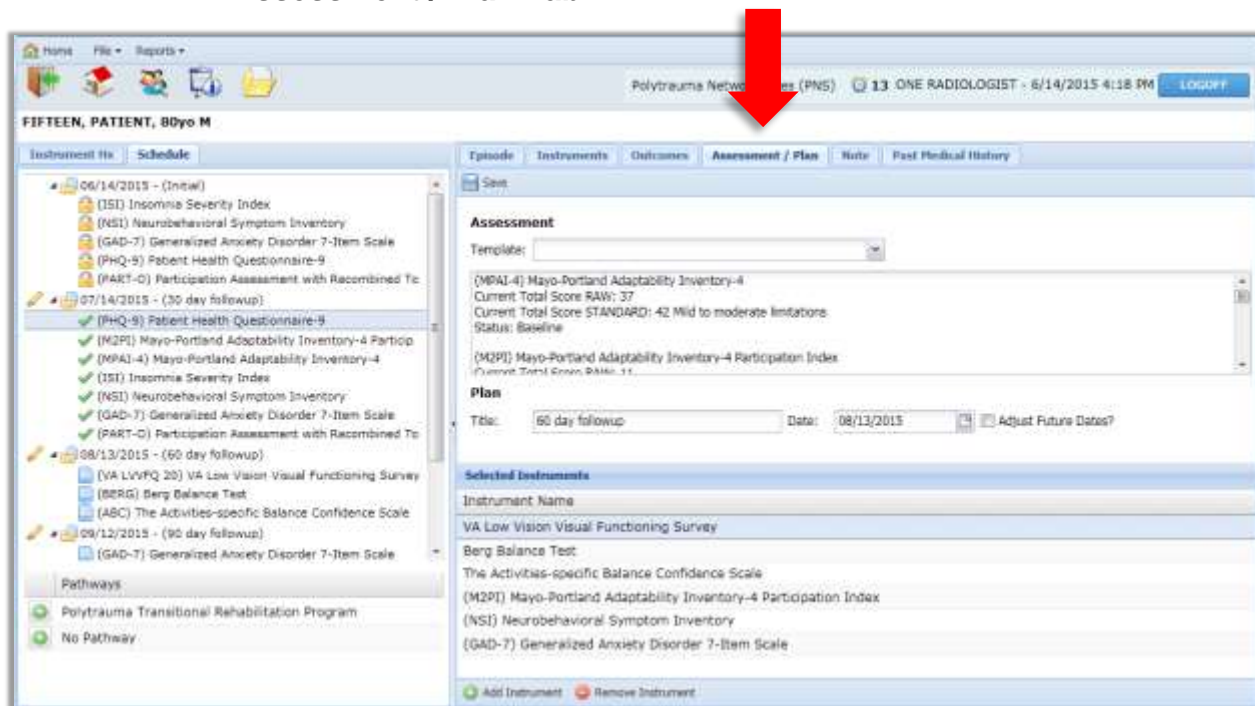 Home File Reports
Polytrauma (PNS) 13 ONE RADIOLOGIST - 6/14/2015 4:18 PM LOGOFF
FIFTEEN, PATIENT, 80yo M
Instrument Hx Schedule
06/14/2015 - (Initial)
(ISI) Insomnia Severity Index
(NSI) Neurobehavioral Symptom Inventory
(GAD-7) Generalized Anxiety Disorder 7-Item Scale
(PHQ-9) Patient Health Questionnaire-9
(PART-O) Participation Assessment with Recombined To
07/14/2015 - (30 day followup)
(PHQ-9) Patient Health Questionnaire-9
(M2PI) Mayo-Portland Adaptability Inventory-4 Particip
(MPAI-4) Mayo-Portland Adaptability Inventory-4
(ISI) Insomnia Severity Index
(NSI) Neurobehavioral Symptom Inventory
(GAD-7) Generalized Anxiety Disorder 7-Item Scale
(PART-O) Participation Assessment with Recombined To
08/13/2015 - (60 day followup)
(VA LVVFQ 20) VA Low Vision Visual Functioning Survey
(BERG) Berg Balance Test
(ABC) The Activities-specific Balance Confidence Scale
09/12/2015 - (90 day followup)
(GAD-7) Generalized Anxiety Disorder 7-Item Scale
Pathways
Polytrauma Transitional Rehabilitation Program
No Pathway
Episode Instruments Outcomes Assessment / Plan Note Past Medical History
Save
Assessment
Template:
(MPAI-4) Mayo-Portland Adaptability Inventory-4
Current Total Score RAW: 37
Current Total Score STANDARD: 42 Mild to moderate limitations
Status: Baseline
(M2PI) Mayo-Portland Adaptability Inventory-4 Participation Index
Current Total Score RAW: 11
Plan
Title: 60 day followup Date: 08/13/2015 Adjust Future Dates?
Selected Instruments
Instrument Name
VA Low Vision Visual Functioning Survey
Berg Balance Test
The Activities-specific Balance Confidence Scale
(M2PI) Mayo-Portland Adaptability Inventory-4 Participation Index
(NSI) Neurobehavioral Symptom Inventory
(GAD-7) Generalized Anxiety Disorder 7-Item Scale
Add Instrument Remove Instrument